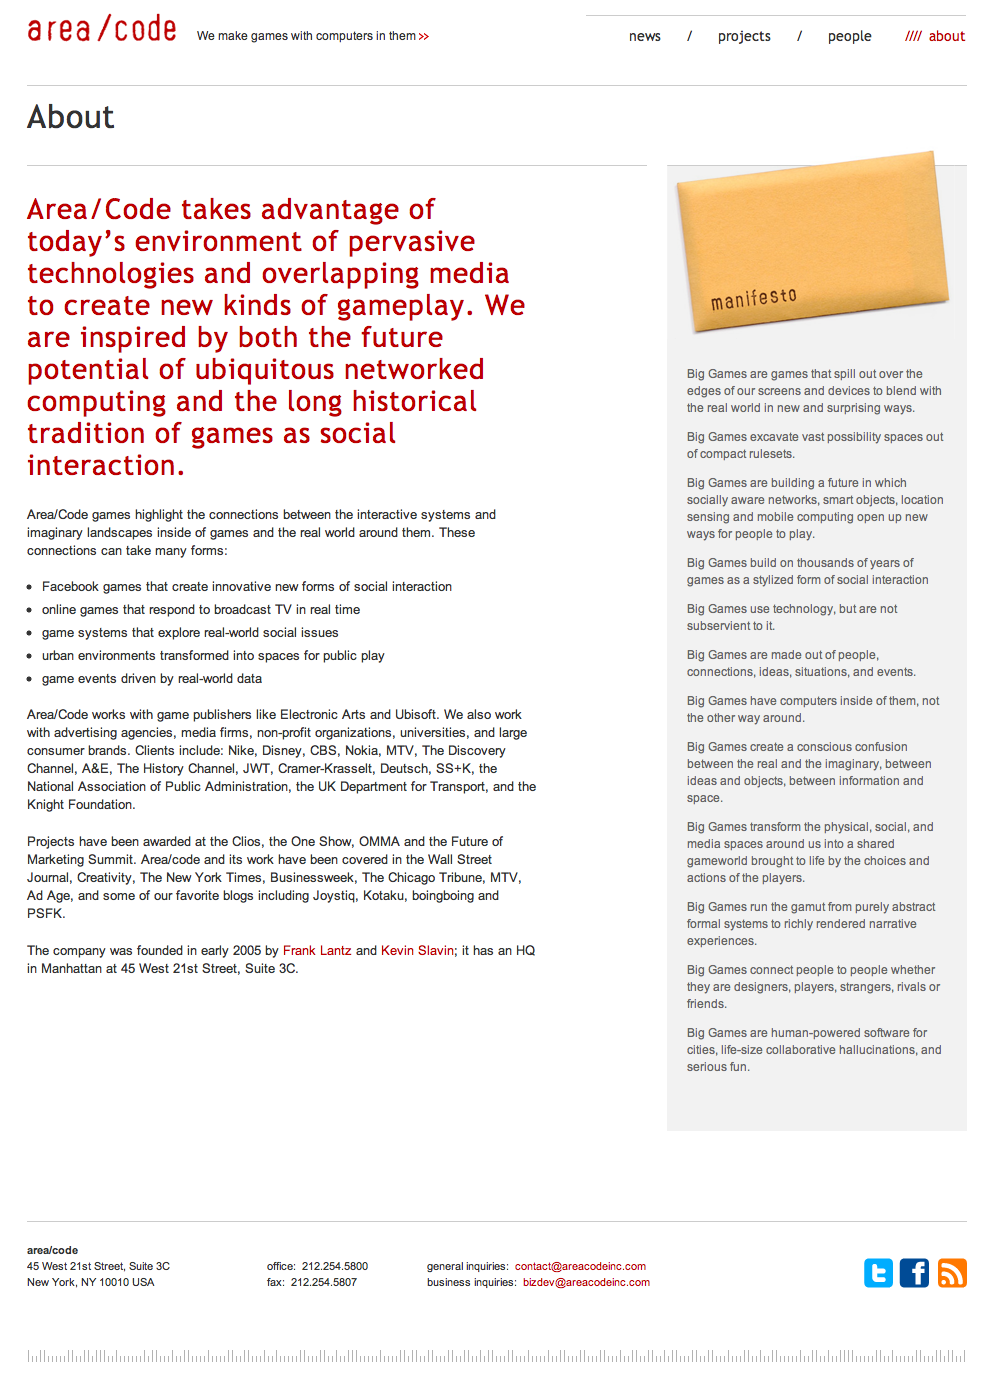 area/code
We make games with computers in them >>
news / projects / people //// about
About
Area/Code takes advantage of
today's environment of pervasive
technologies and overlapping media
to create new kinds of gameplay. We
are inspired by both the future
potential of ubiquitous networked
computing and the long historical
tradition of games as social
interaction.
Area/Code games highlight the connections between the interactive systems and
imaginary landscapes inside of games and the real world around them. These
connections can take many forms:
• Facebook games that create innovative new forms of social interaction
• online games that respond to broadcast TV in real time
• game systems that explore real-world social issues
• urban environments transformed into spaces for public play
• game events driven by real-world data
Area/Code works with game publishers like Electronic Arts and Ubisoft. We also work
with advertising agencies, media firms, non-profit organizations, universities, and large
consumer brands. Clients include: Nike, Disney, CBS, Nokia, MTV, The Discovery
Channel, A&E, The History Channel, JWT, Cramer-Krasselt, Deutsch, SS+K, the
National Association of Public Administration, the UK Department for Transport, and the
Knight Foundation.
Projects have been awarded at the Clios, the One Show, OMMA and the Future of
Marketing Summit. Area/code and its work have been covered in the Wall Street
Journal, Creativity, The New York Times, Businessweek, The Chicago Tribune, MTV,
Ad Age, and some of our favorite blogs including Joystiq, Kotaku, boingboing and
PSFK.
The company was founded in early 2005 by Frank Lantz and Kevin Slavin; it has an HQ
in Manhattan at 45 West 21st Street, Suite 3C.
manifesto
Big Games are games that spill out over the
edges of our screens and devices to blend with
the real world in new and surprising ways.
Big Games excavate vast possibility spaces out
of compact rulesets.
Big Games are building a future in which
socially aware networks, smart objects, location
sensing and mobile computing open up new
ways for people to play.
Big Games build on thousands of years of
games as a stylized form of social interaction
Big Games use technology, but are not
subservient to it.
Big Games are made out of people,
connections, ideas, situations, and events.
Big Games have computers inside of them, not
the other way around.
Big Games create a conscious confusion
between the real and the imaginary, between
ideas and objects, between information and
space.
Big Games transform the physical, social, and
media spaces around us into a shared
gameworld brought to life by the choices and
actions of the players.
Big Games run the gamut from purely abstract
formal systems to richly rendered narrative
experiences.
Big Games connect people to people whether
they are designers, players, strangers, rivals or
friends.
Big Games are human-powered software for
cities, life-size collaborative hallucinations, and
serious fun.
area/code
45 West 21st Street, Suite 3C
New York, NY 10010 USA
office: 212.254.5800
fax: 212.254.5807
general inquiries: contact@areacodeinc.com
business inquiries: bizdev@areacodeinc.com